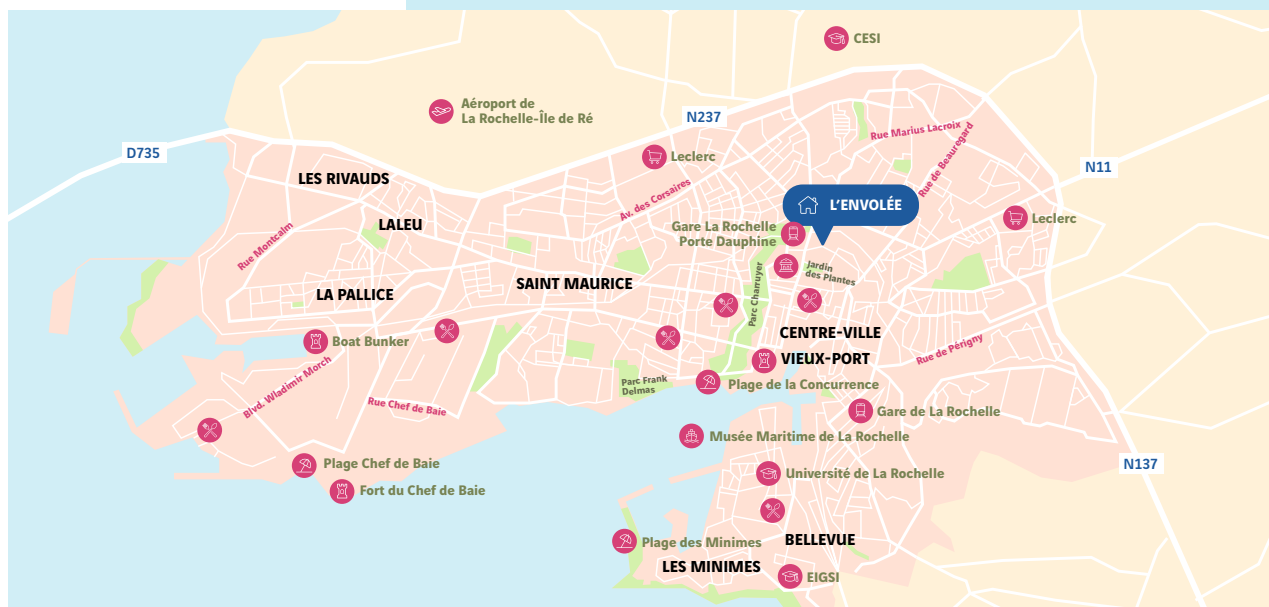 CESI
Aéroport de
La Rochelle-Île de Ré
N237
Rue Marius Lacroix
D735
Leclerc
Rue de Beauregard
N11
LES RIVAUDS
Av. des Corsaires
L'ENVOLÉE
LALEU
Gare La Rochelle
Porte Dauphine
Leclerc
Rue Montcalm
Jardin
des Plantes
SAINT MAURICE
LA PALLICE
Parc Charruyer
CENTRE-VILLE
Boat Bunker
VIEUX-PORT
Rue de Périgny
Blvd. Wladimir Morch
Parc Frank
Delmas
Plage de la Concurrence
Rue Chef de Baie
Gare de La Rochelle
Musée Maritime de La Rochelle
Plage Chef de Baie
N137
Université de La Rochelle
Fort du Chef de Baie
BELLEVUE
Plage des Minimes
LES MINIMES
EIGSI